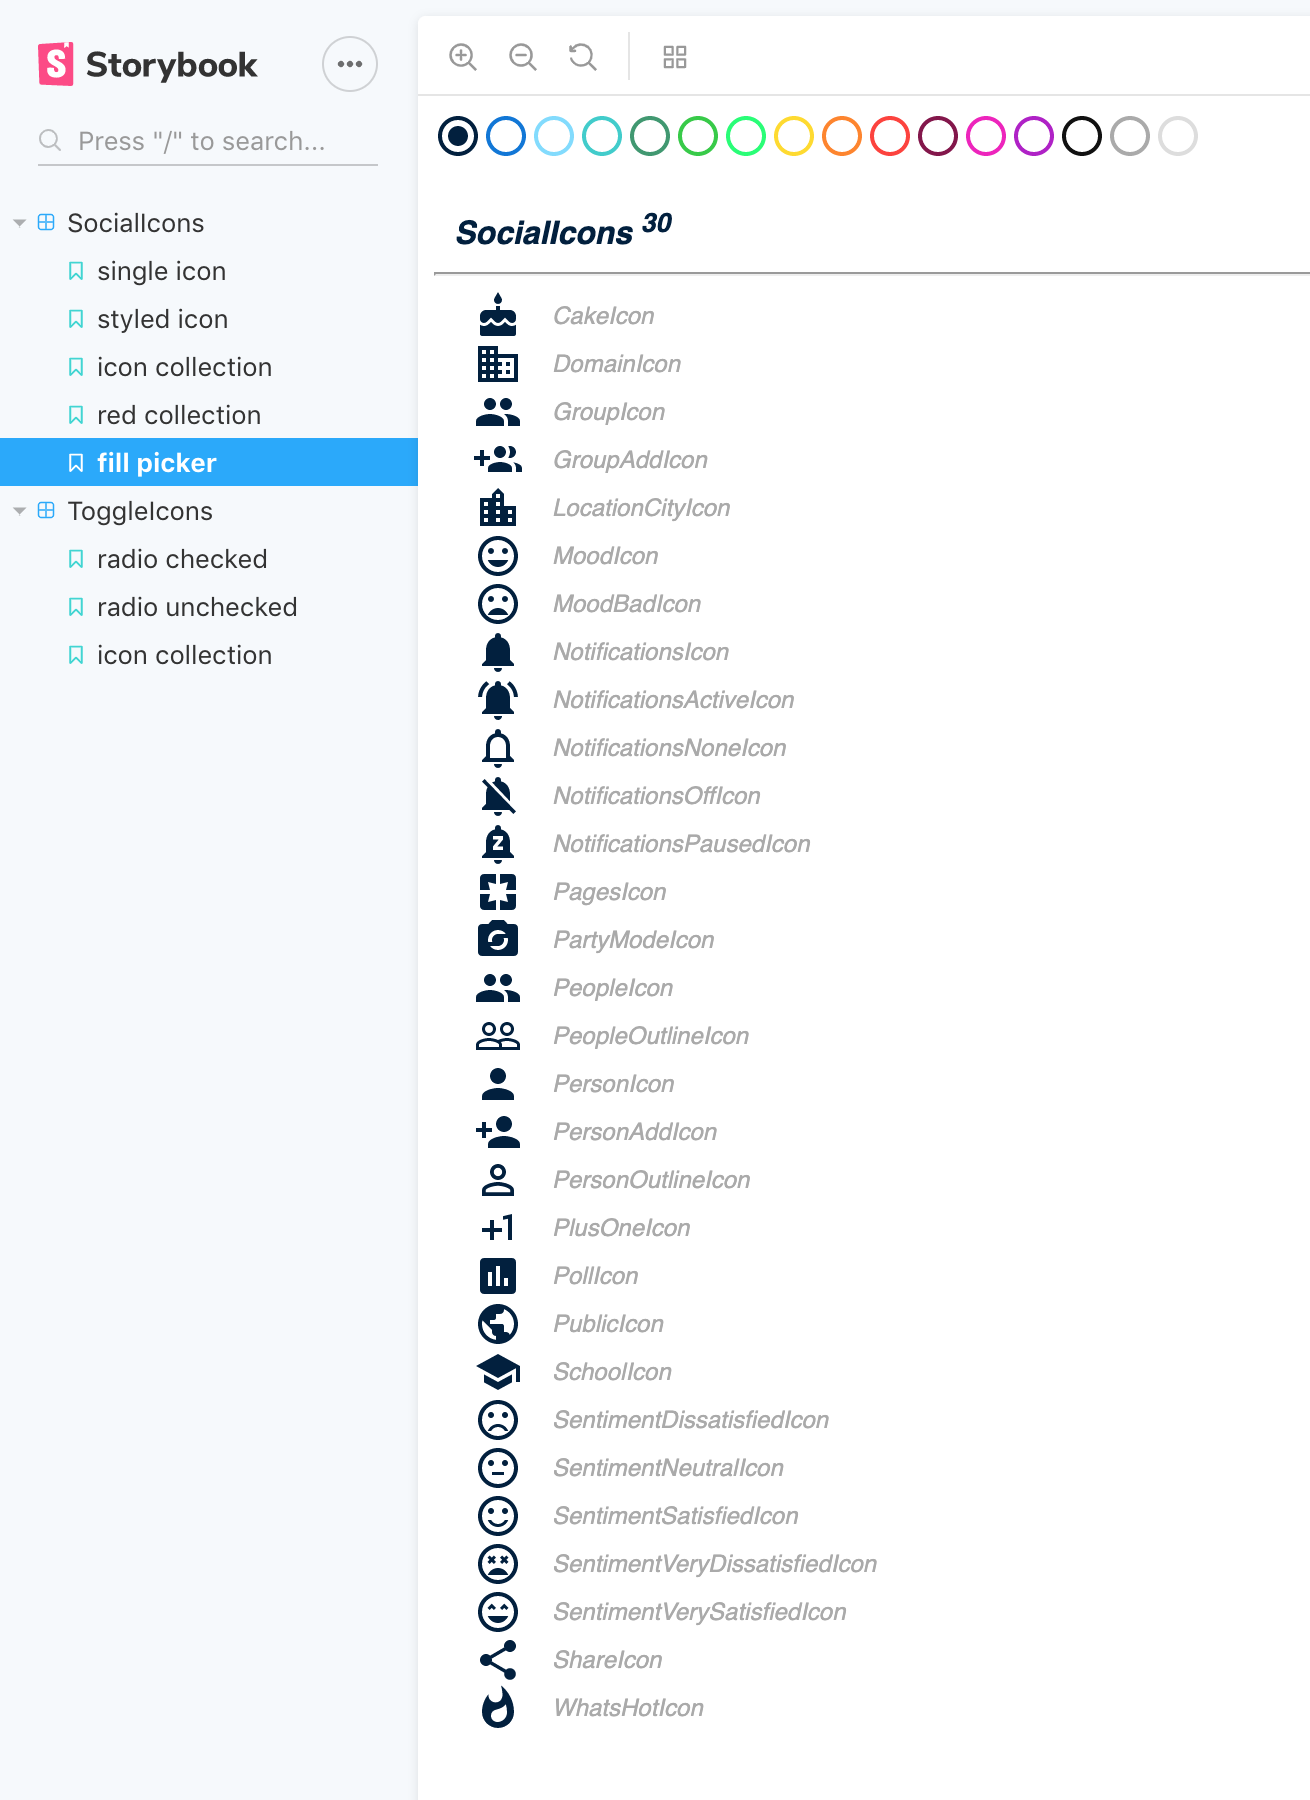 Storybook
Press "/" to search...
SocialIcons
single icon
styled icon
icon collection
red collection
fill picker
ToggleIcons
radio checked
radio unchecked
icon collection
SocialIcons 30
CakeIcon
DomainIcon
GroupIcon
GroupAddIcon
LocationCityIcon
MoodIcon
MoodBadIcon
NotificationsIcon
NotificationsActiveIcon
NotificationsNoneIcon
NotificationsOffIcon
NotificationsPausedIcon
PagesIcon
PartyModeIcon
PeopleIcon
PeopleOutlineIcon
PersonIcon
PersonAddIcon
PersonOutlineIcon
+1 PlusOneIcon
PollIcon
PublicIcon
SchoolIcon
SentimentDissatisfiedIcon
SentimentNeutralIcon
SentimentSatisfiedIcon
SentimentVeryDissatisfiedIcon
SentimentVerySatisfiedIcon
ShareIcon
WhatsHotIcon